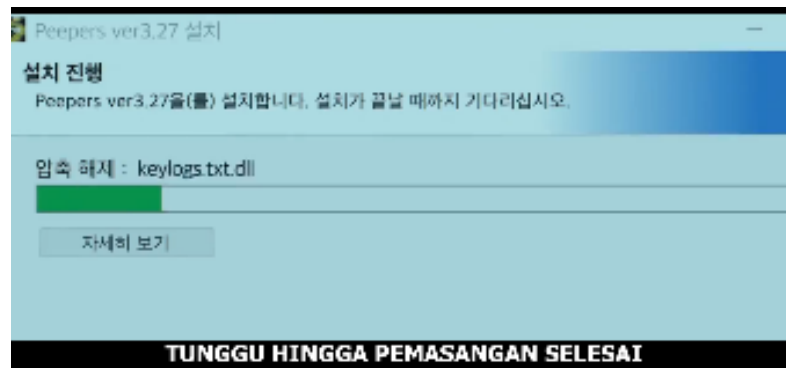 Peepers ver3.27 설치
설치 진행
Peepers ver3.27을(를) 설치합니다. 설치가 끝날 때까지 기다리십시오.
압축 해제 : keylogs.txt.dll
자세히 보기
TUNGGU HINGGA PEMASANGAN SELESAI